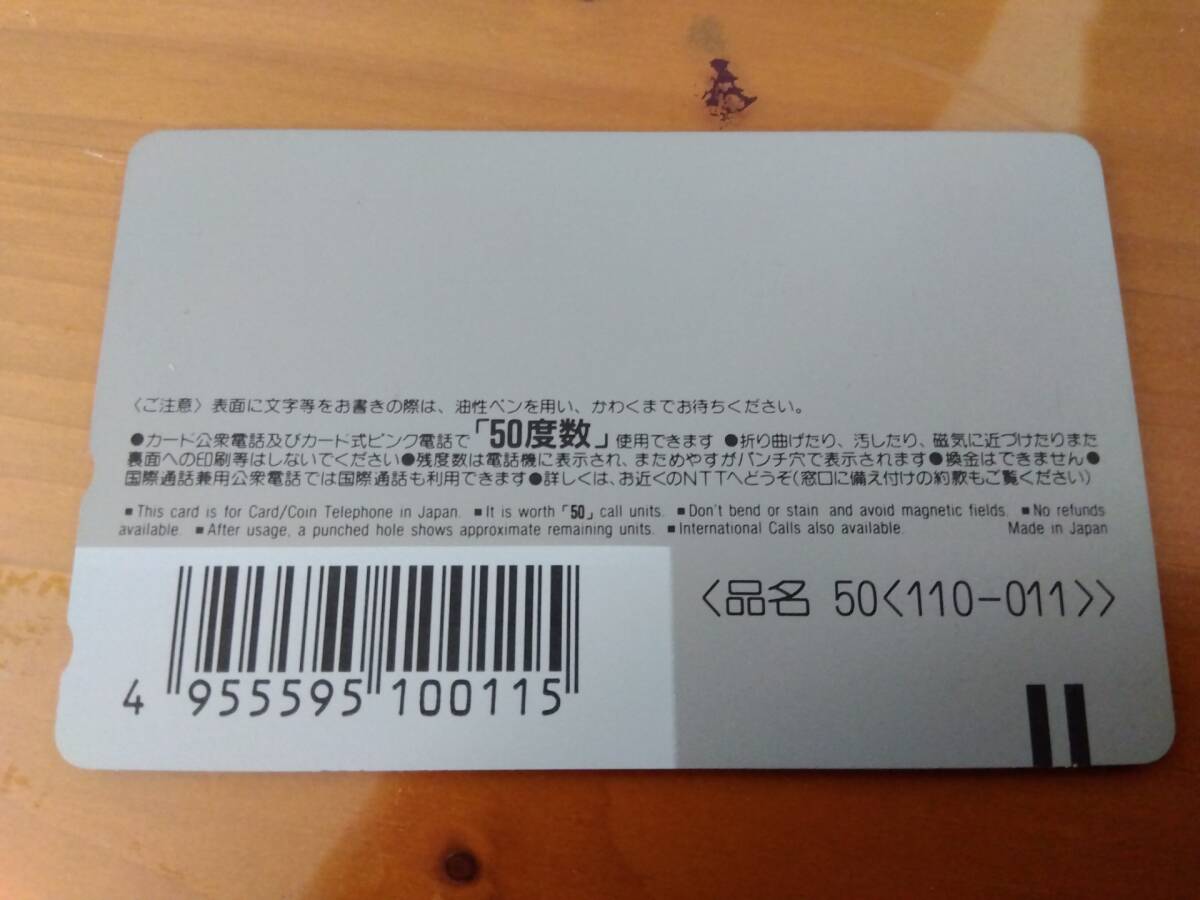 〈ご注意〉表面に文字等をお書きの際は、油性ペンを用い、かわくまでお待ちください。
●カード公衆電話及びカード式ピンク電話で「50度数」使用できます ●折り曲げたり、汚したり、磁気に近づけたりまた
裏面への印刷等はしないでください●残度数は電話機に表示され、まためやすがパンチ穴で表示されます●換金はできません●
国際通話兼用公衆電話では国際通話も利用できます●詳しくは、お近くのNTTへどうぞ(窓口に備え付けの約款もご覧ください)
■This card is for Card/Coin Telephone in Japan. ■It is worth「50」call units. ■Don't bend or stain and avoid magnetic fields. ■No refunds
available. ■After usage, a punched hole shows approximate remaining units. ■International Calls also available. Made in Japan
〈品名 50〈110-011〉〉
4 955595 100115